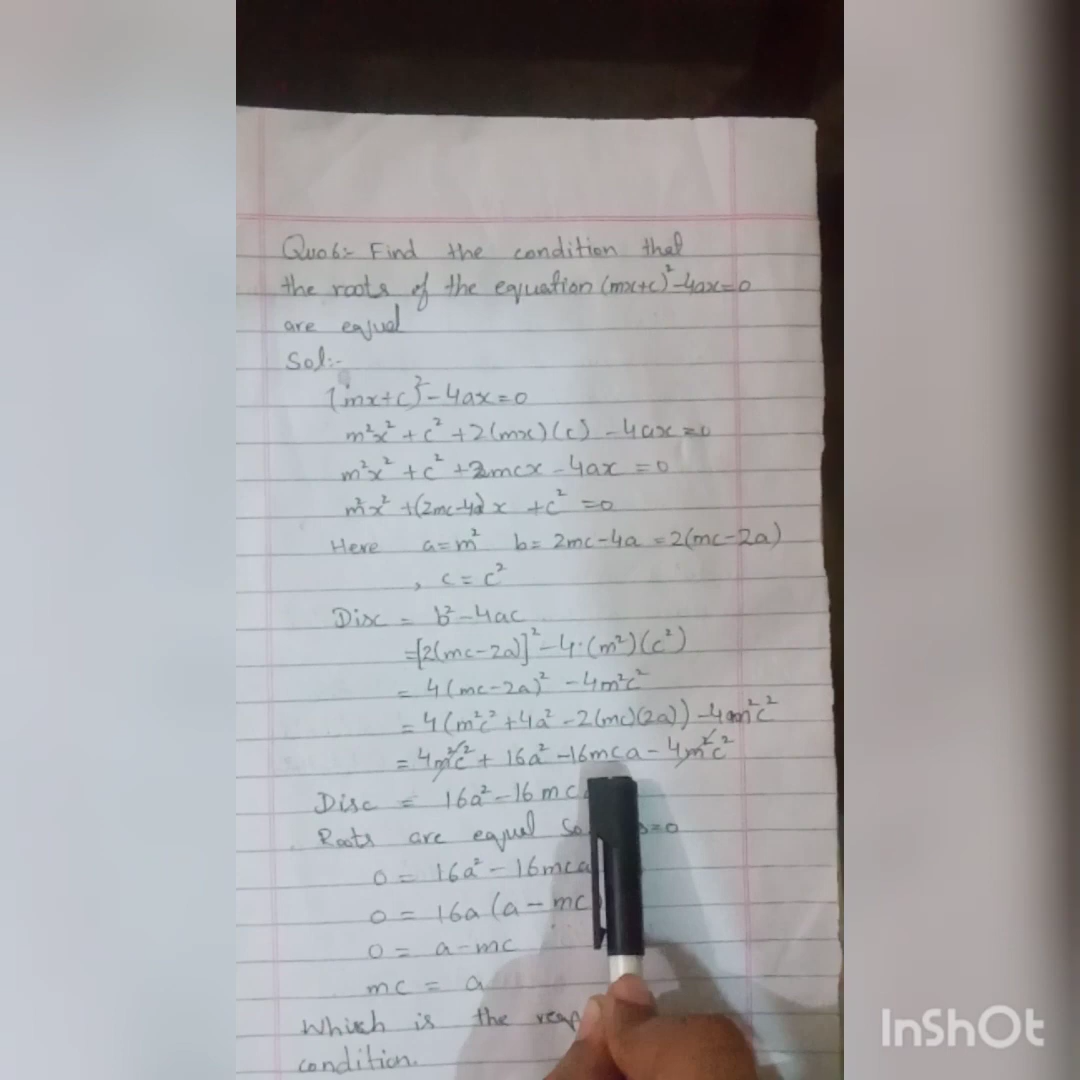 Quo6:- Find the condition that
the roots of the equation (mx+c)²-4ax=0
are equal
Sol:-
(mx+c)²-4ax=0
m²x²+c²+2(mx)(c)-4ax=0
m²x²+c²+2mcx-4ax=0
m²x²+(2mc-4a)x+c²=0
Here a=m² b=2mc-4a=2(mc-2a)
, c=c²
Disc = b²-4ac
=[2(mc-2a)]²-4·(m²)(c²)
= 4(mc-2a)²-4m²c²
= 4(m²c²+4a²-2(mc)(2a))-4m²c²
= 4m²c²+16a²-16mca-4m²c²
Disc = 16a²-16mc
Roots are equal So =0
0 = 16a²-16mca
0 = 16a(a-mc
0 = a-mc
mc = a
Which is the
condition.
InShOt